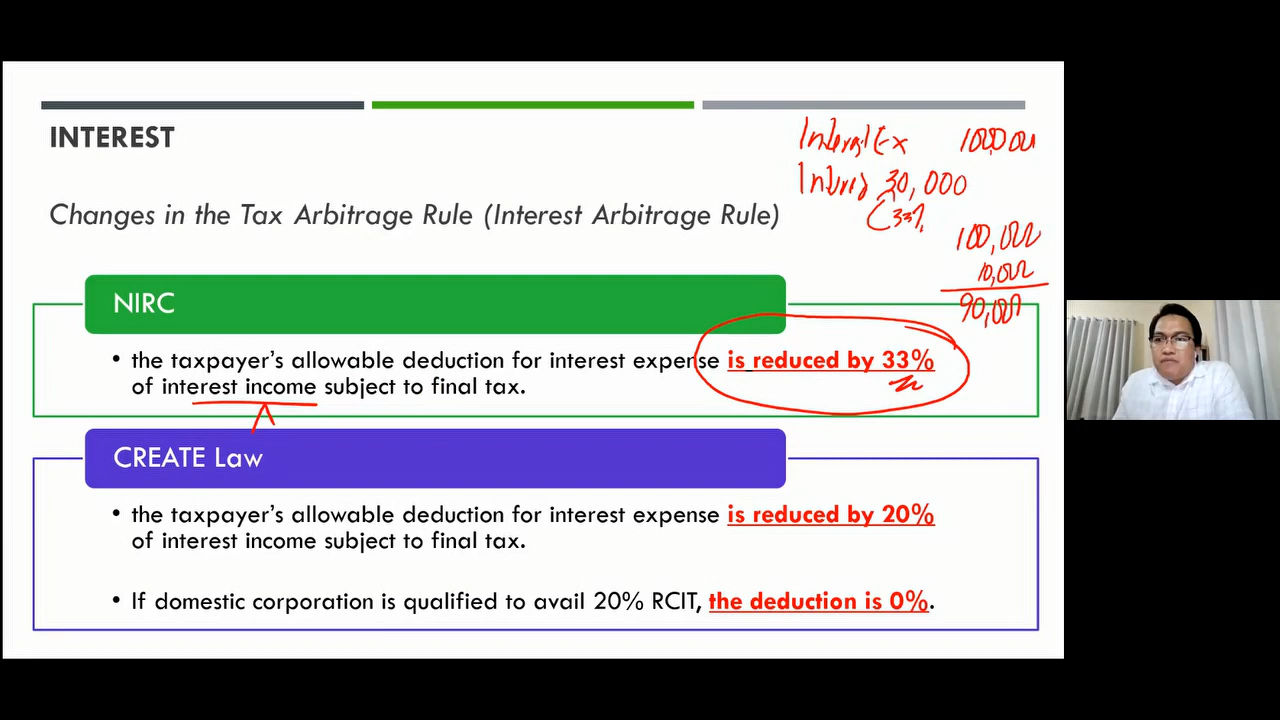 INTEREST
Changes in the Tax Arbitrage Rule (Interest Arbitrage Rule)
Interest Ex 100,000
30,000
(33%
100,000
10,000
90,000
NIRC
• the taxpayer's allowable deduction for interest expense is reduced by 33%
of interest income subject to final tax.
CREATE Law
• the taxpayer's allowable deduction for interest expense is reduced by 20%
of interest income subject to final tax.
• If domestic corporation is qualified to avail 20% RCIT, the deduction is 0%.